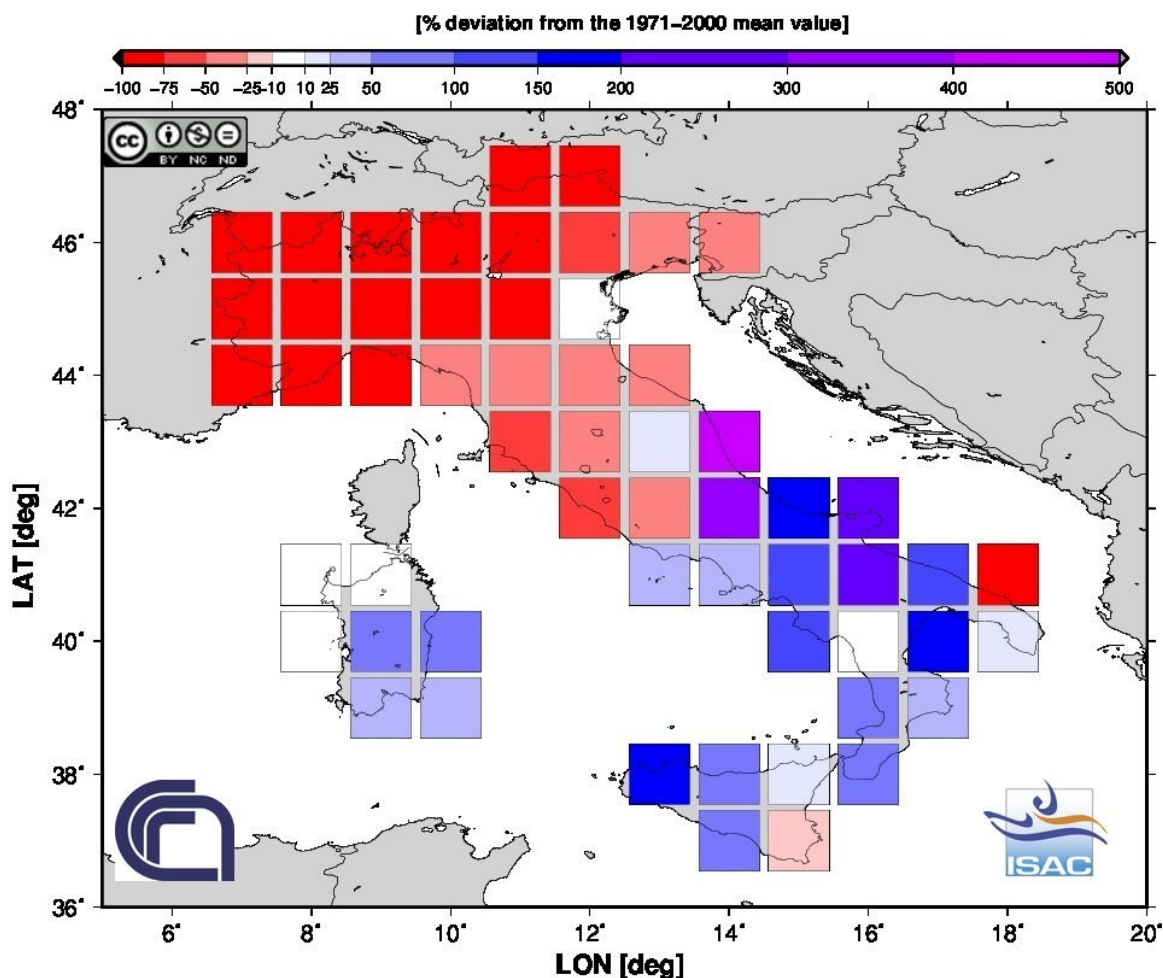 [% deviation from the 1971–2000 mean value]
−100 −75 −50 −25 −10 10 25 50 100 150 200 300 400 500
48°
46°
44°
42°
40°
38°
36°
LAT [deg]
cc
BY NC ND
ISAC
6° 8° 10° 12° 14° 16° 18° 20°
LON [deg]